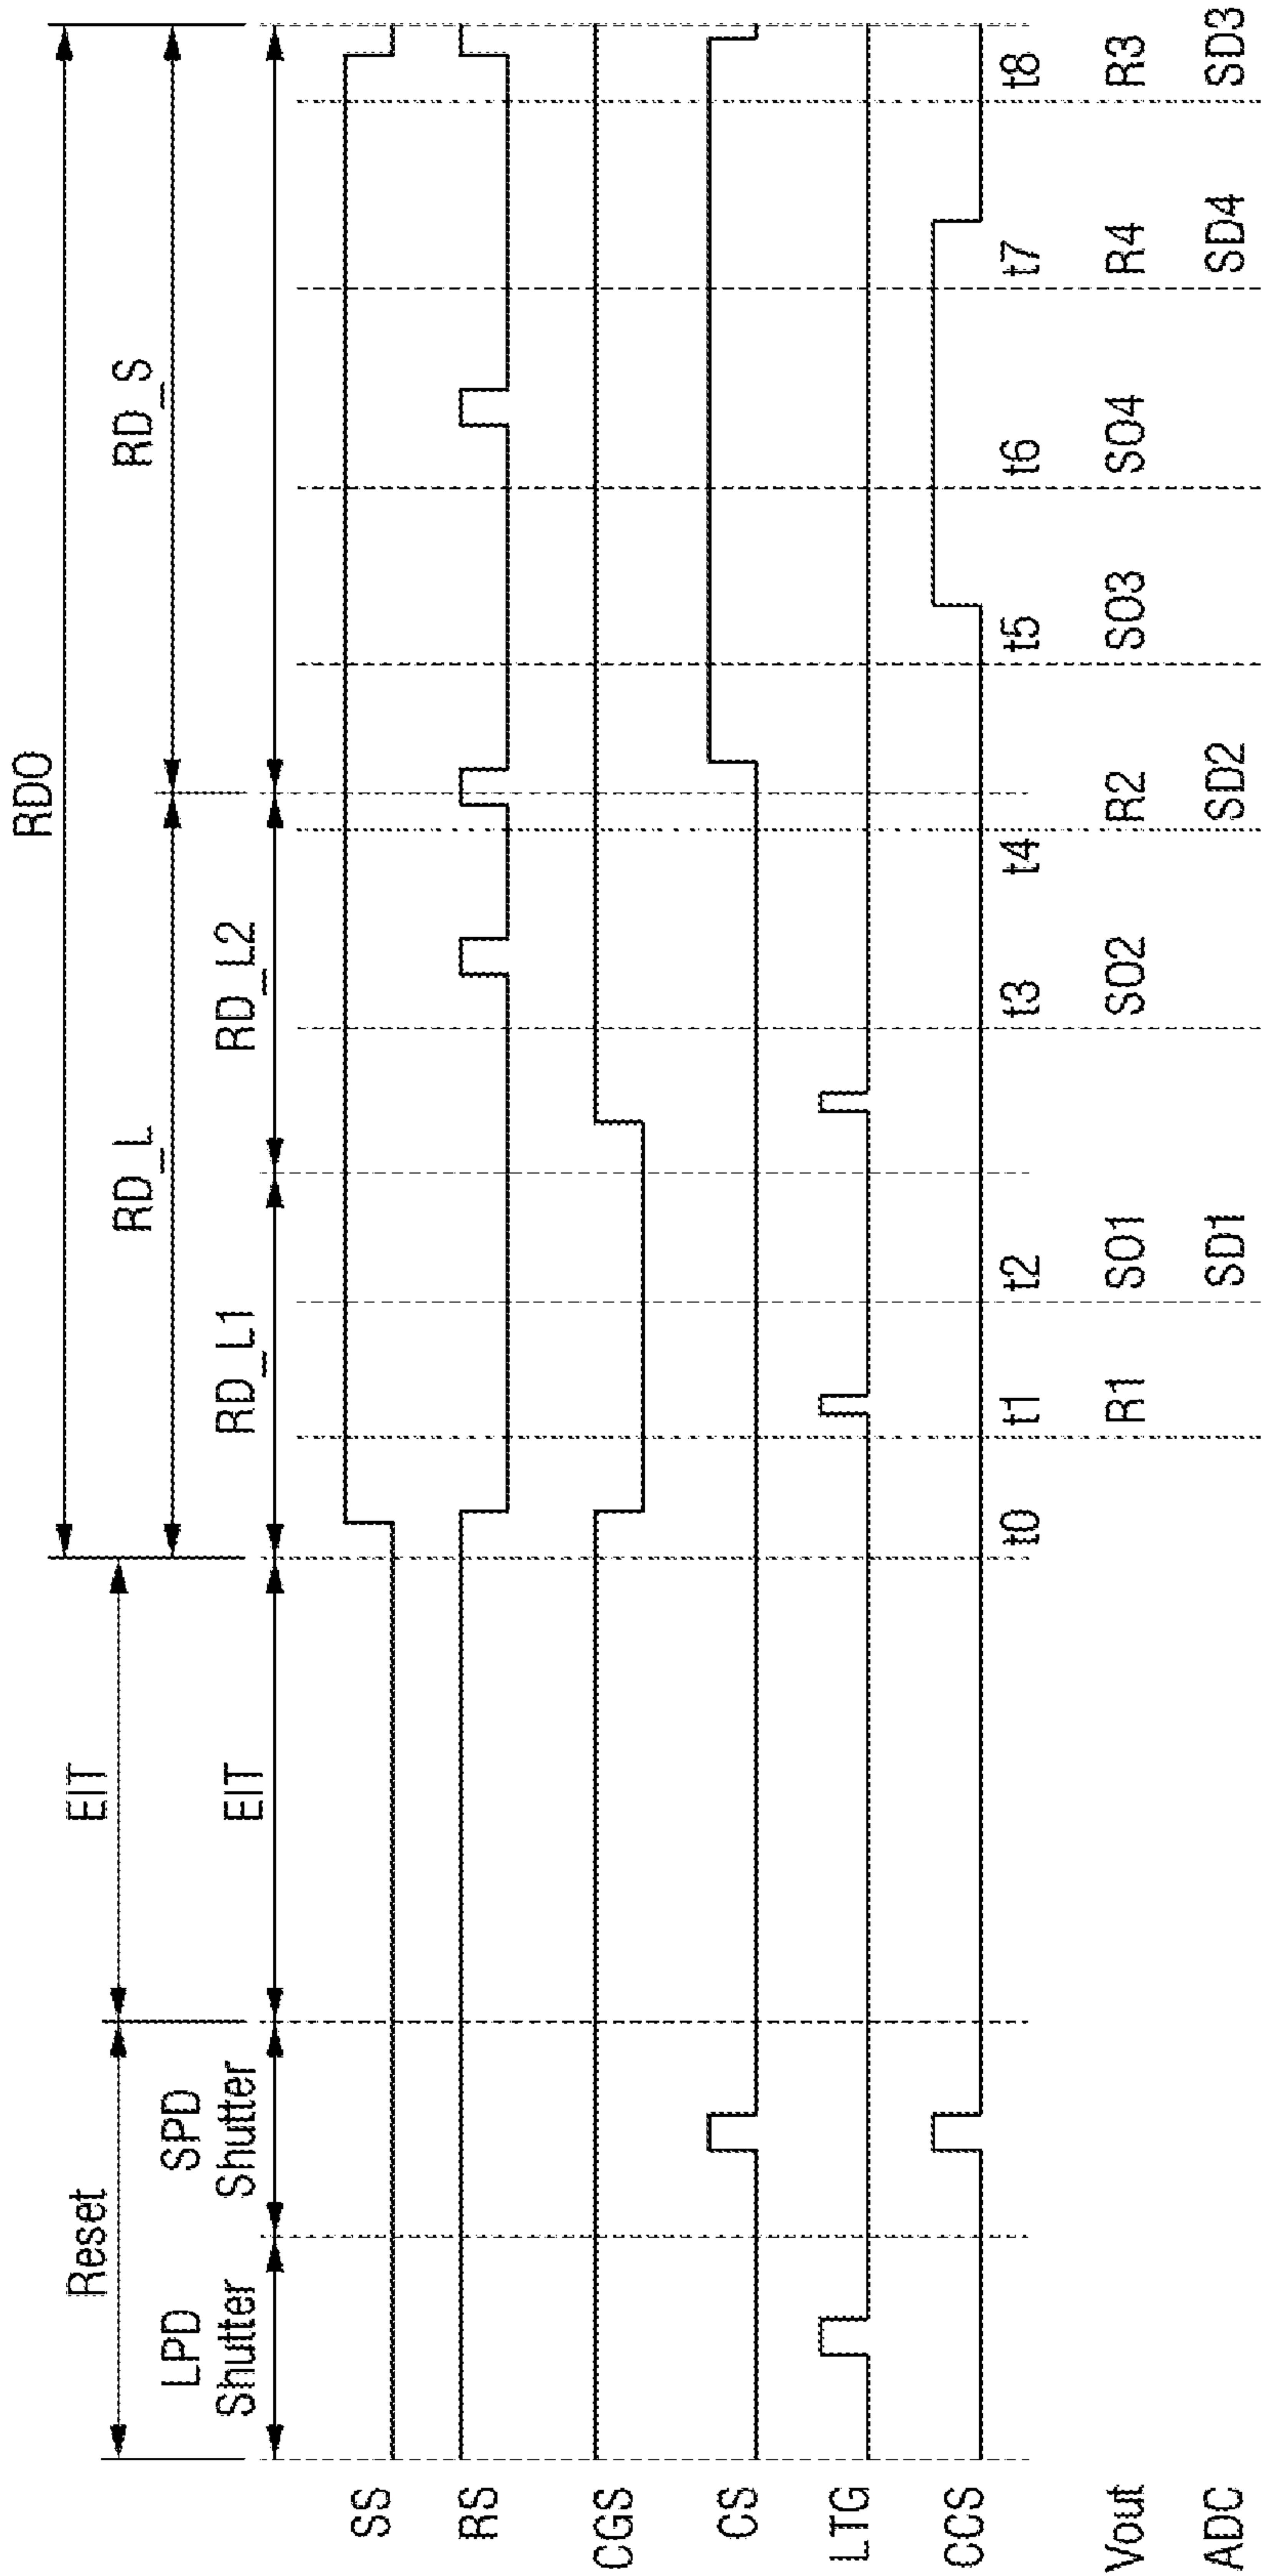 RDO
Reset
EIT
RD_L
RD_S
LPD
Shutter
SPD
Shutter
EIT
RD_L1
RD_L2
SS
RS
CGS
CS
LTG
CCS
t0 t1 t2 t3 t4 t5 t6 t7 t8
Vout R1 SO1 SO2 R2 SO3 SO4 R4 R3
ADC SD1 SD2 SD4 SD3